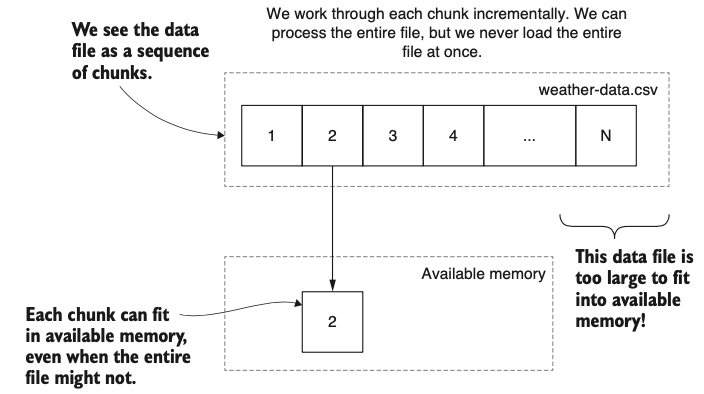 We work through each chunk incrementally. We can
process the entire file, but we never load the entire
file at once.
We see the data
file as a sequence
of chunks.
weather-data.csv
1 2 3 4 ... N
This data file is
too large to fit
into available
memory!
Available memory
2
Each chunk can fit
in available memory,
even when the entire
file might not.